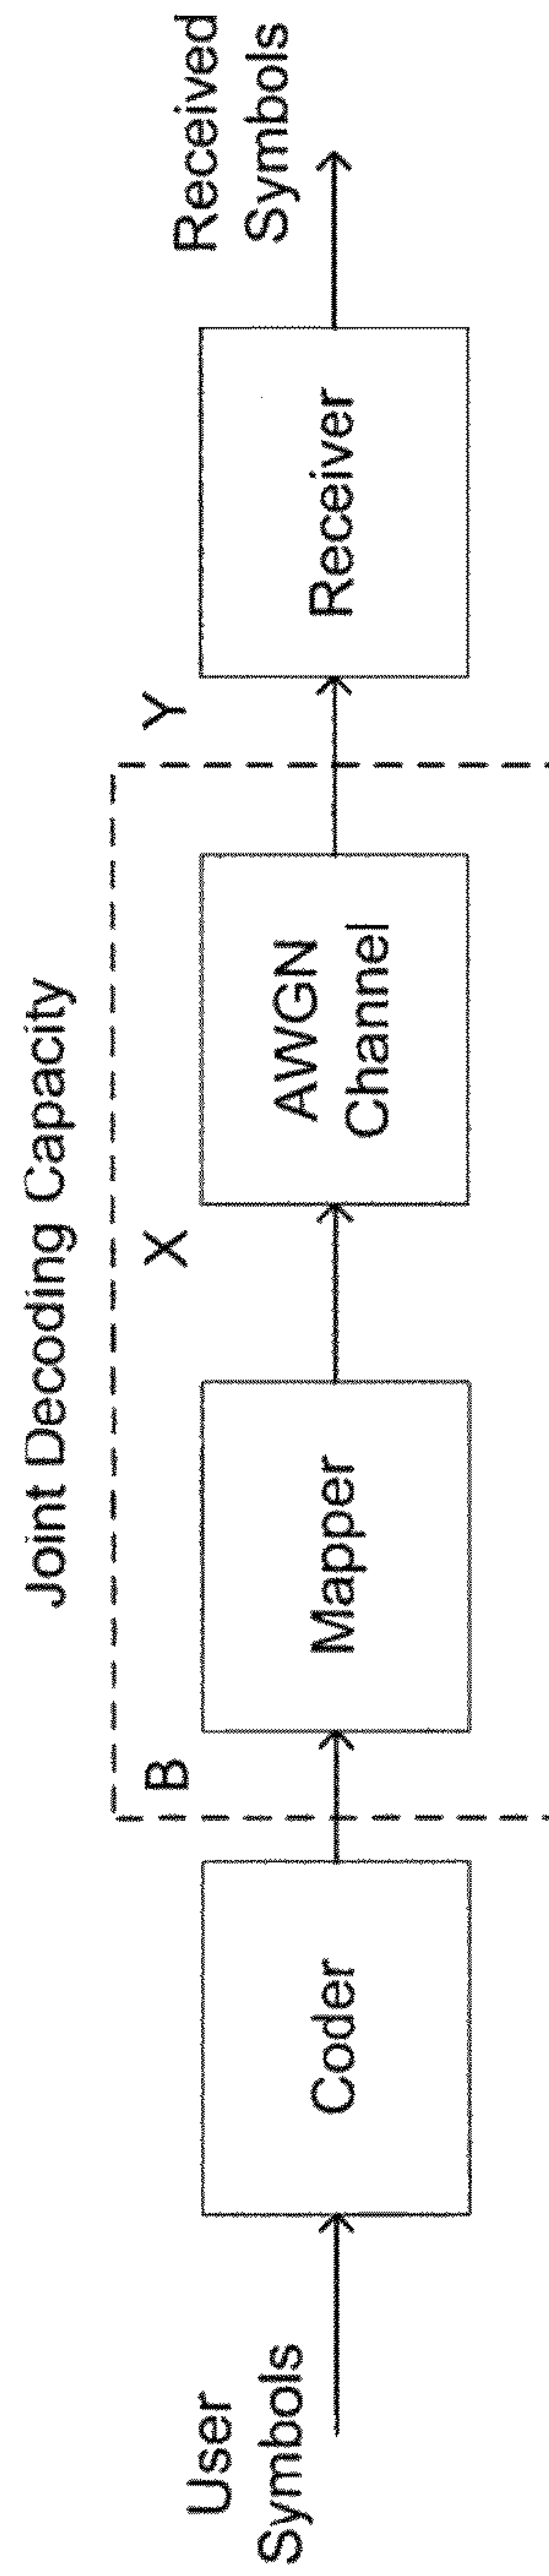 Joint Decoding Capacity
User
Symbols
Coder
B
Mapper
X
AWGN
Channel
Y
Receiver
Received
Symbols